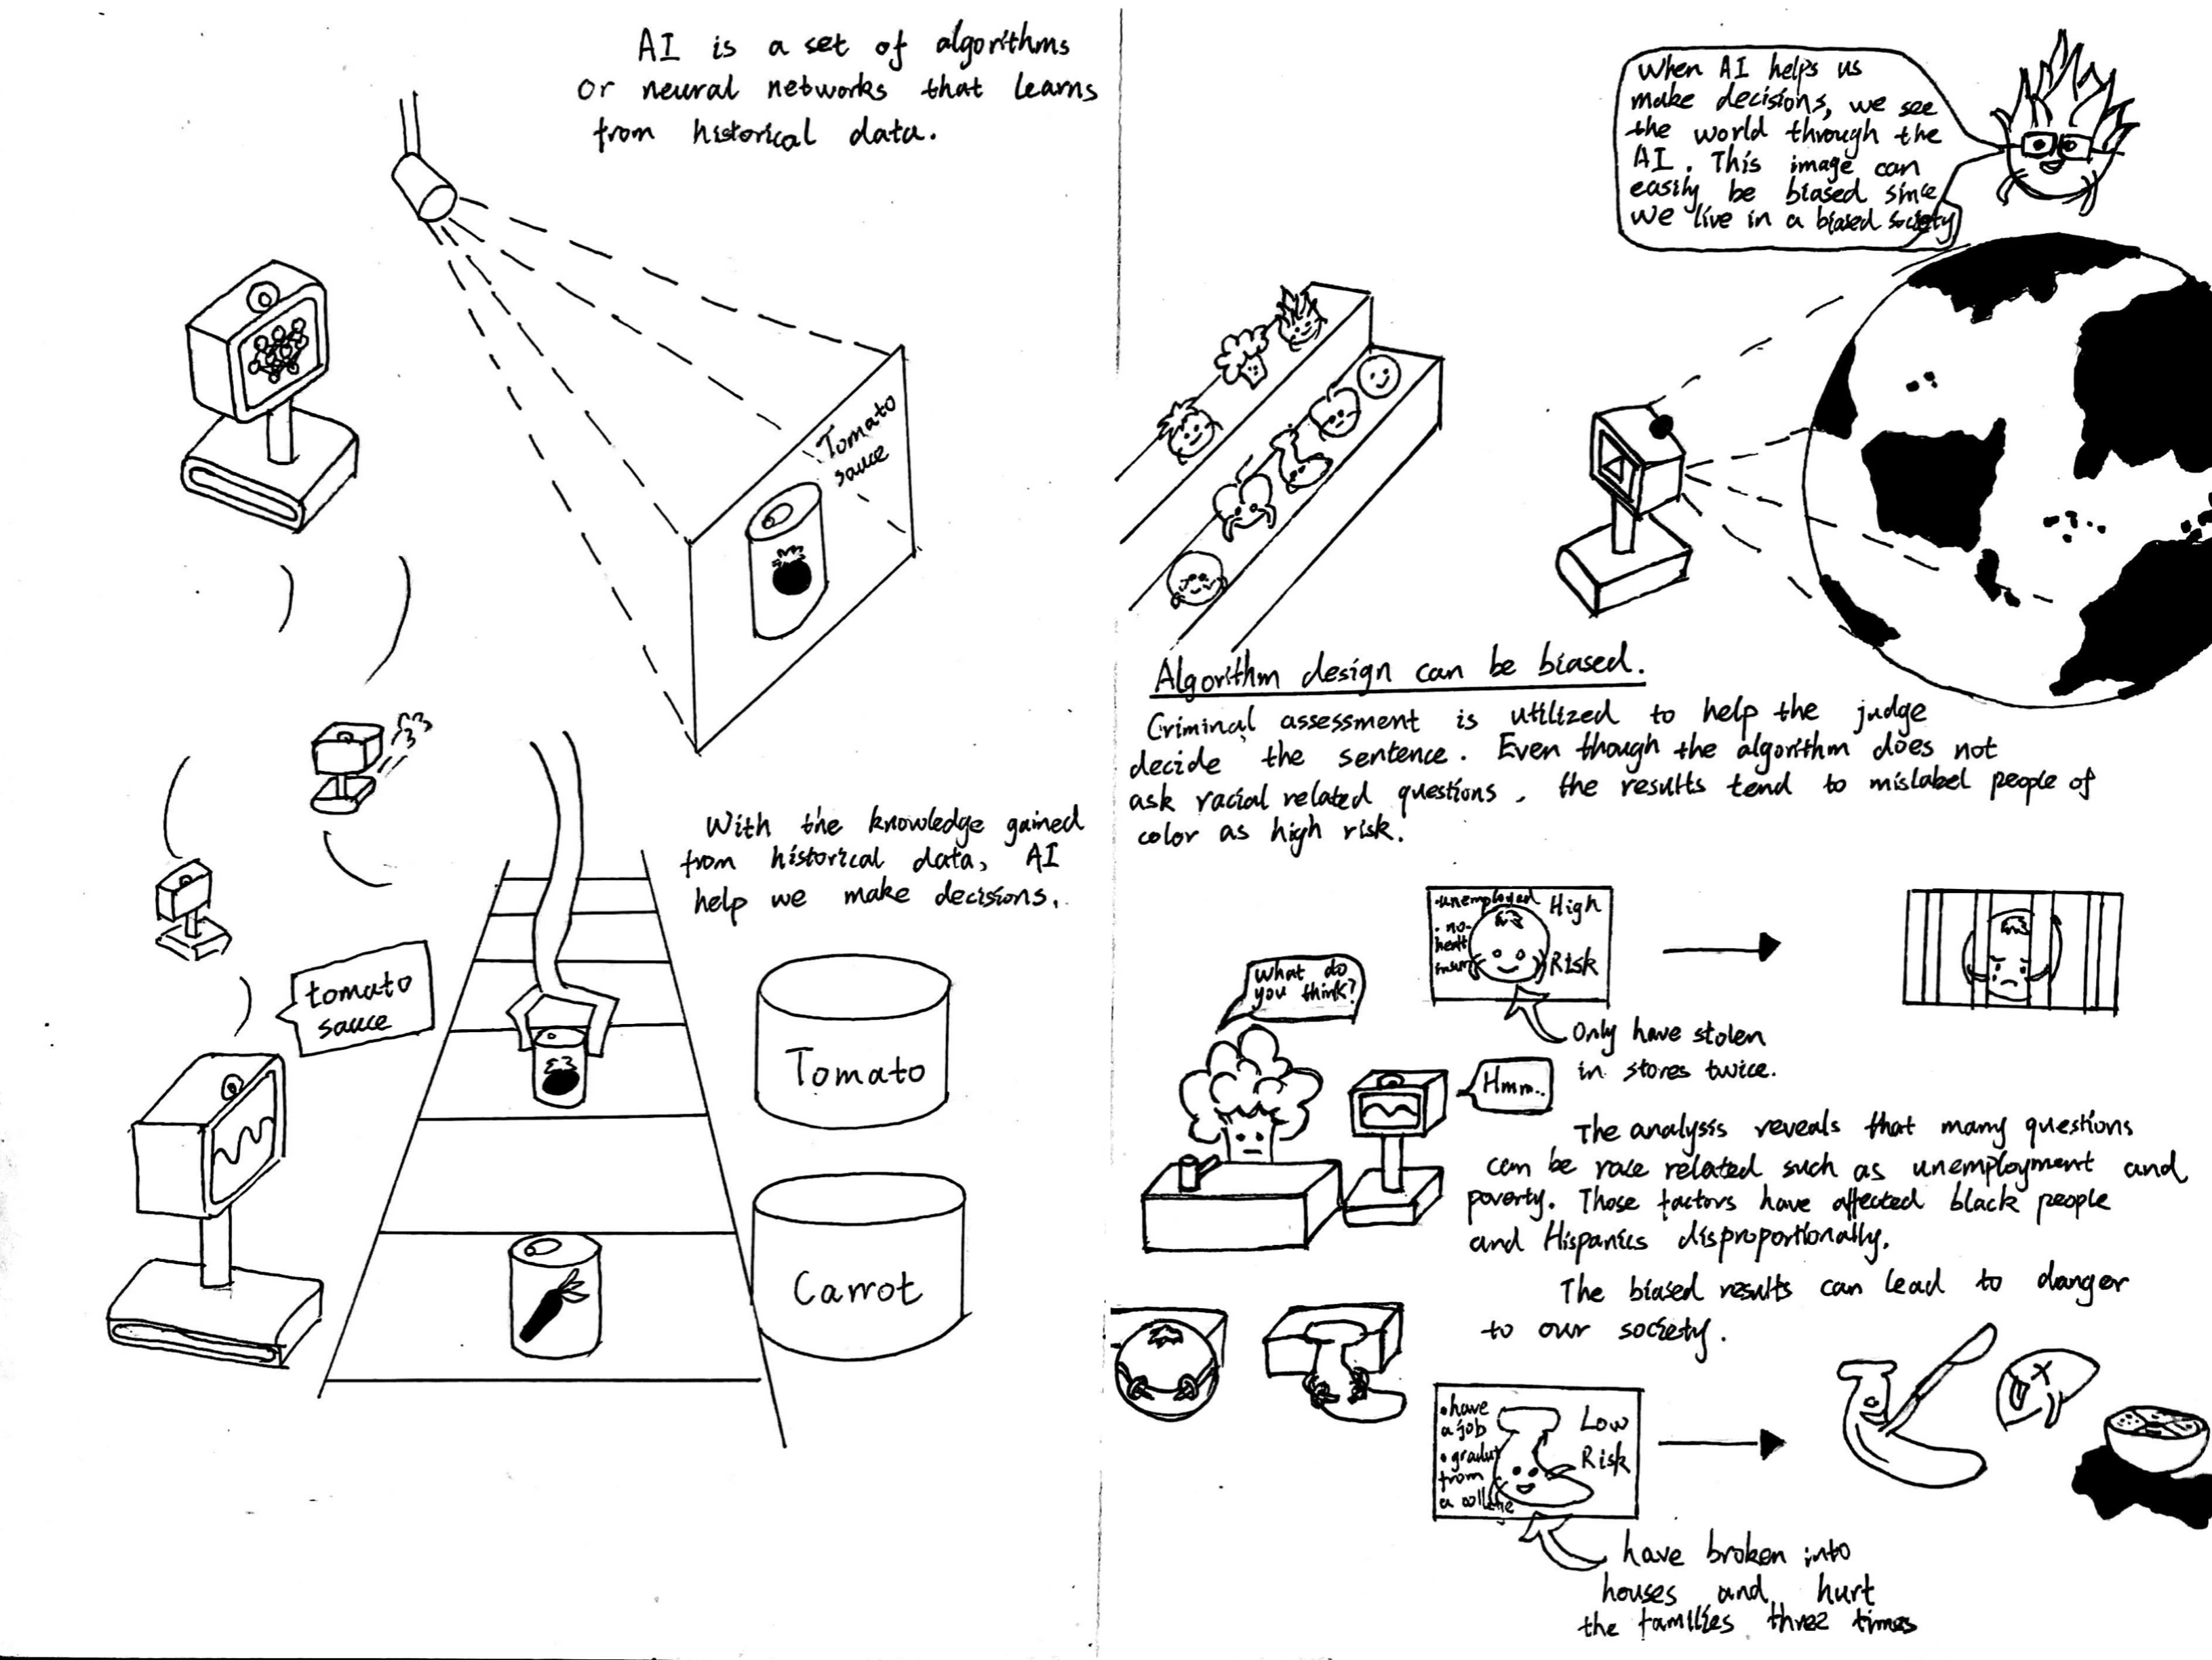 AI is a set of algorithms
or neural networks that learns
from historical data.
Tomato
sauce
With the knowledge gained
from historical data, AI
help we make decisions.
tomato
sauce
Tomato
Carrot
When AI helps us
make decisions, we see
the world through the
AI. This image can
easily be biased since
we live in a biased society
Algorithm design can be biased.
Criminal assessment is utilized to help the judge
decide the sentence. Even though the algorithm does not
ask racial related questions, the results tend to mislabel people of
color as high risk.
What do
you think?
Hmm..
•unemployed
• no-
High
Risk
Only have stolen
in stores twice.
The analysis reveals that many questions
can be race related such as unemployment and
poverty. Those factors have affected black people
and Hispanics disproportionally.
The biased results can lead to danger
to our society.
•have
a job
•
from
a
Low
Risk
have broken into
houses and hurt
the families three times